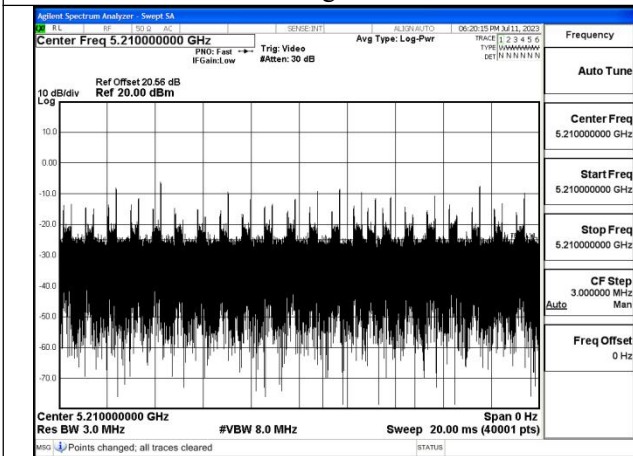 Agilent Spectrum Analyzer - Swept SA
RL RF 50 Ω AC SENSE:INT ALIGN AUTO 06:20:15 PM Jul 11, 2023
Center Freq 5.210000000 GHz
PNO: Fast
IFGain:Low
Trig: Video
#Atten: 30 dB
Avg Type: Log-Pwr
TRACE 1 2 3 4 5 6
TYPE
DET N N N N N N
Ref Offset 20.56 dB
10 dB/div Ref 20.00 dBm
Log
10.0
0.00
-10.0
-20.0
-30.0
-40.0
-50.0
-60.0
-70.0
Center 5.210000000 GHz Span 0 Hz
Res BW 3.0 MHz #VBW 8.0 MHz Sweep 20.00 ms (40001 pts)
MSG Points changed; all traces cleared STATUS
Frequency
Auto Tune
Center Freq
5.210000000 GHz
Start Freq
5.210000000 GHz
Stop Freq
5.210000000 GHz
CF Step
3.000000 MHz
Auto Man
Freq Offset
0 Hz